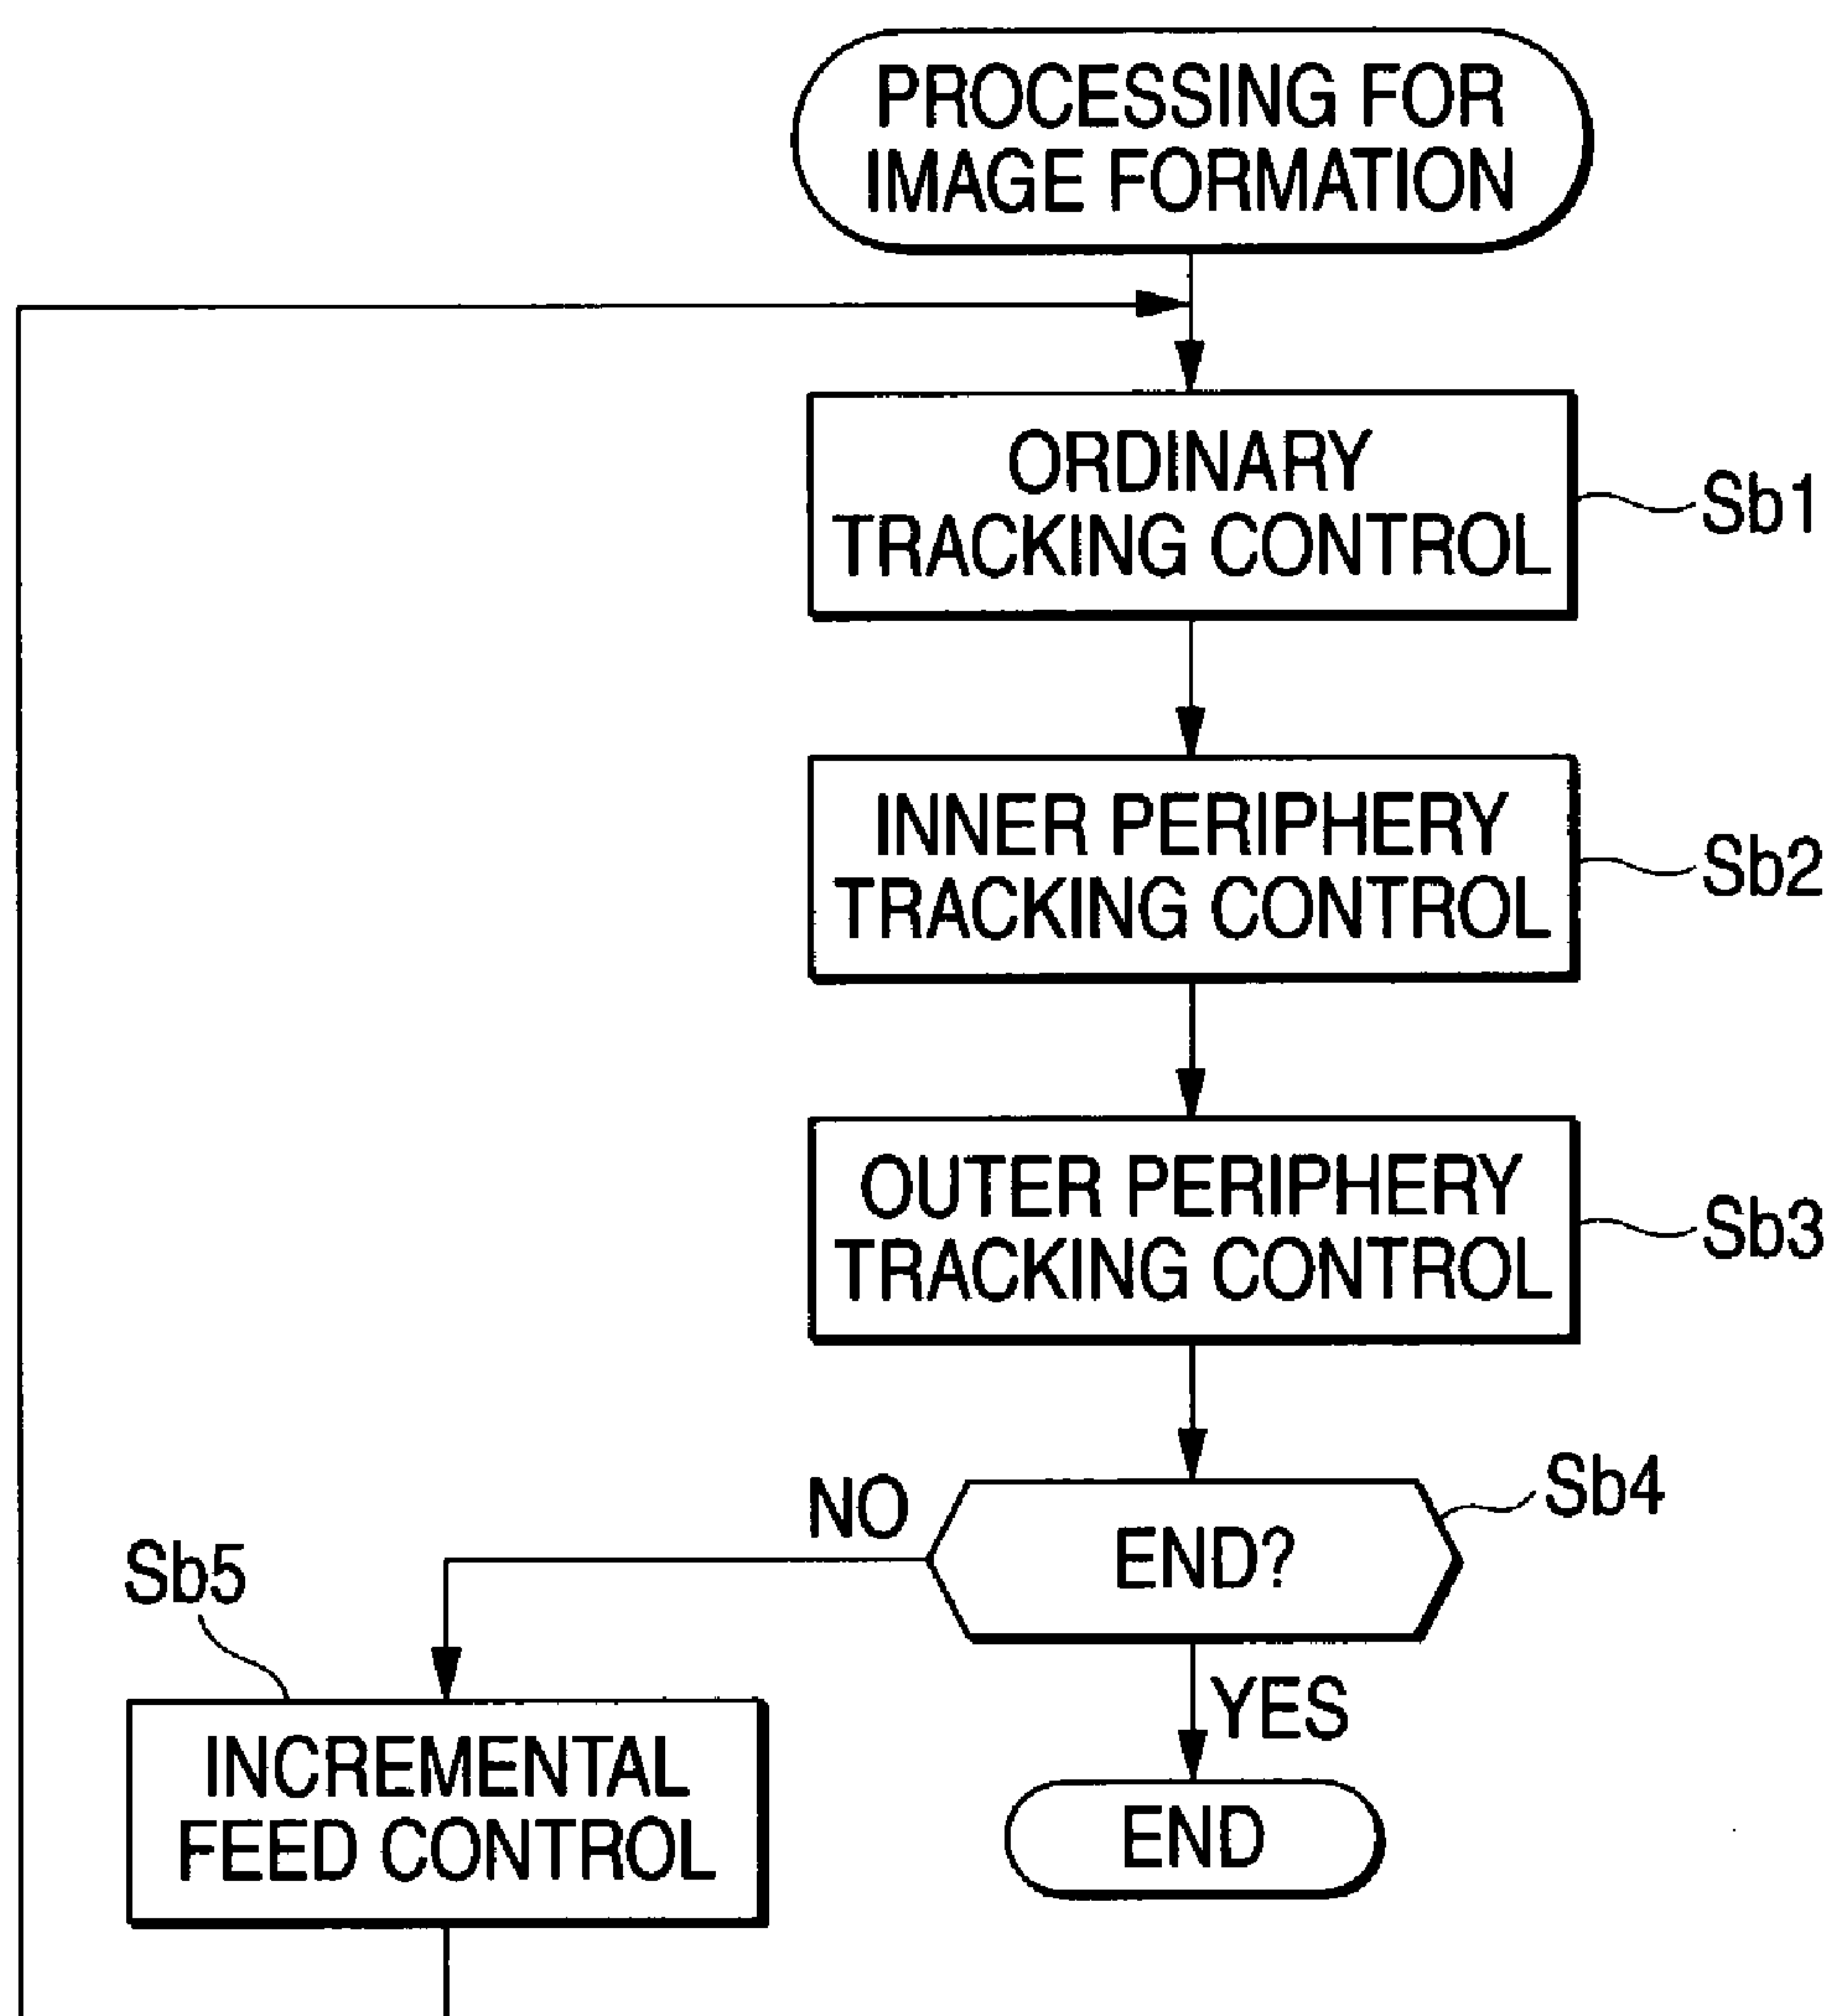 PROCESSING FOR
IMAGE FORMATION
ORDINARY
TRACKING CONTROL
Sb1
INNER PERIPHERY
TRACKING CONTROL
Sb2
OUTER PERIPHERY
TRACKING CONTROL
Sb3
NO
END?
Sb4
Sb5
YES
INCREMENTAL
FEED CONTROL
END